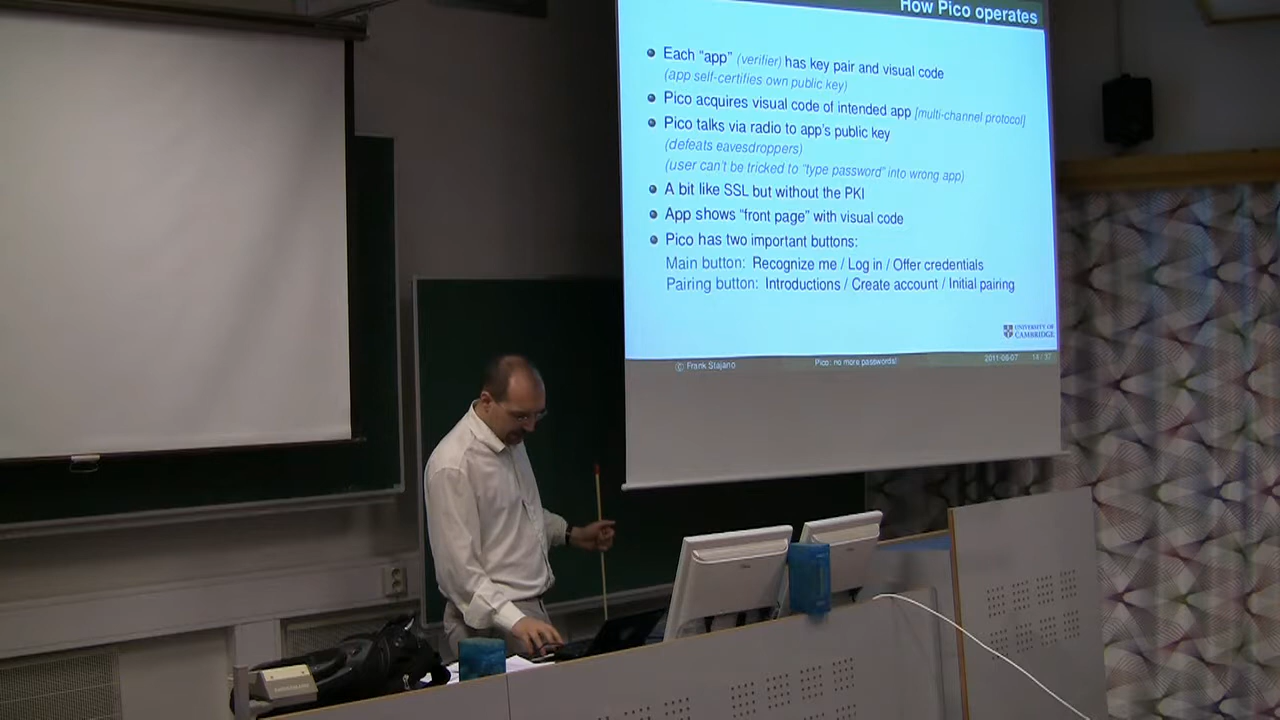 How Pico operates
Each “app” (verifier) has key pair and visual code
(app self-certifies own public key)
Pico acquires visual code of intended app [multi-channel protocol]
Pico talks via radio to app's public key
(defeats eavesdroppers)
(user can't be tricked to “type password” into wrong app)
A bit like SSL but without the PKI
App shows “front page” with visual code
Pico has two important buttons:
Main button: Recognize me / Log in / Offer credentials
Pairing button: Introductions / Create account / Initial pairing
UNIVERSITY OF
CAMBRIDGE
© Frank Stajano Pico: no more passwords! 2011-06-07 14 / 37